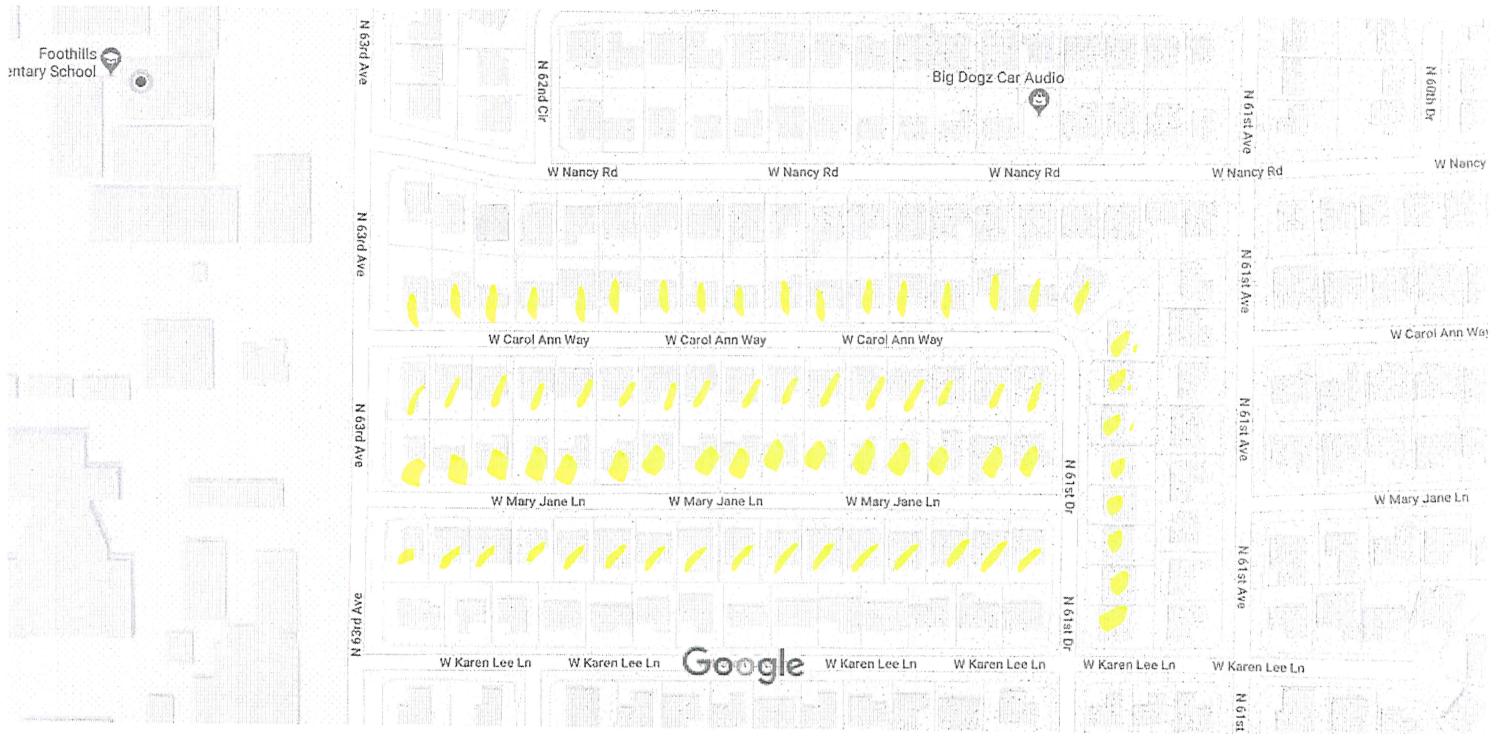 N 63rd Ave
Foothills
entary School
N 62nd Cir
Big Dogz Car Audio
N 61st Ave
N 60th Dr
W Nancy Rd
W Nancy Rd
W Nancy Rd
W Nancy Rd
W Nancy
N 63rd Ave
N 61st Ave
W Carol Ann Way
W Carol Ann Way
W Carol Ann Way
W Carol Ann Way
N 63rd Ave
N 61st Ave
N 61st Dr
W Mary Jane Ln
W Mary Jane Ln
W Mary Jane Ln
W Mary Jane Ln
N 61st Ave
N 63rd Ave
N 61st Dr
W Karen Lee Ln
W Karen Lee Ln
Google
W Karen Lee Ln
W Karen Lee Ln
W Karen Lee Ln
W Karen Lee Ln
N 61st